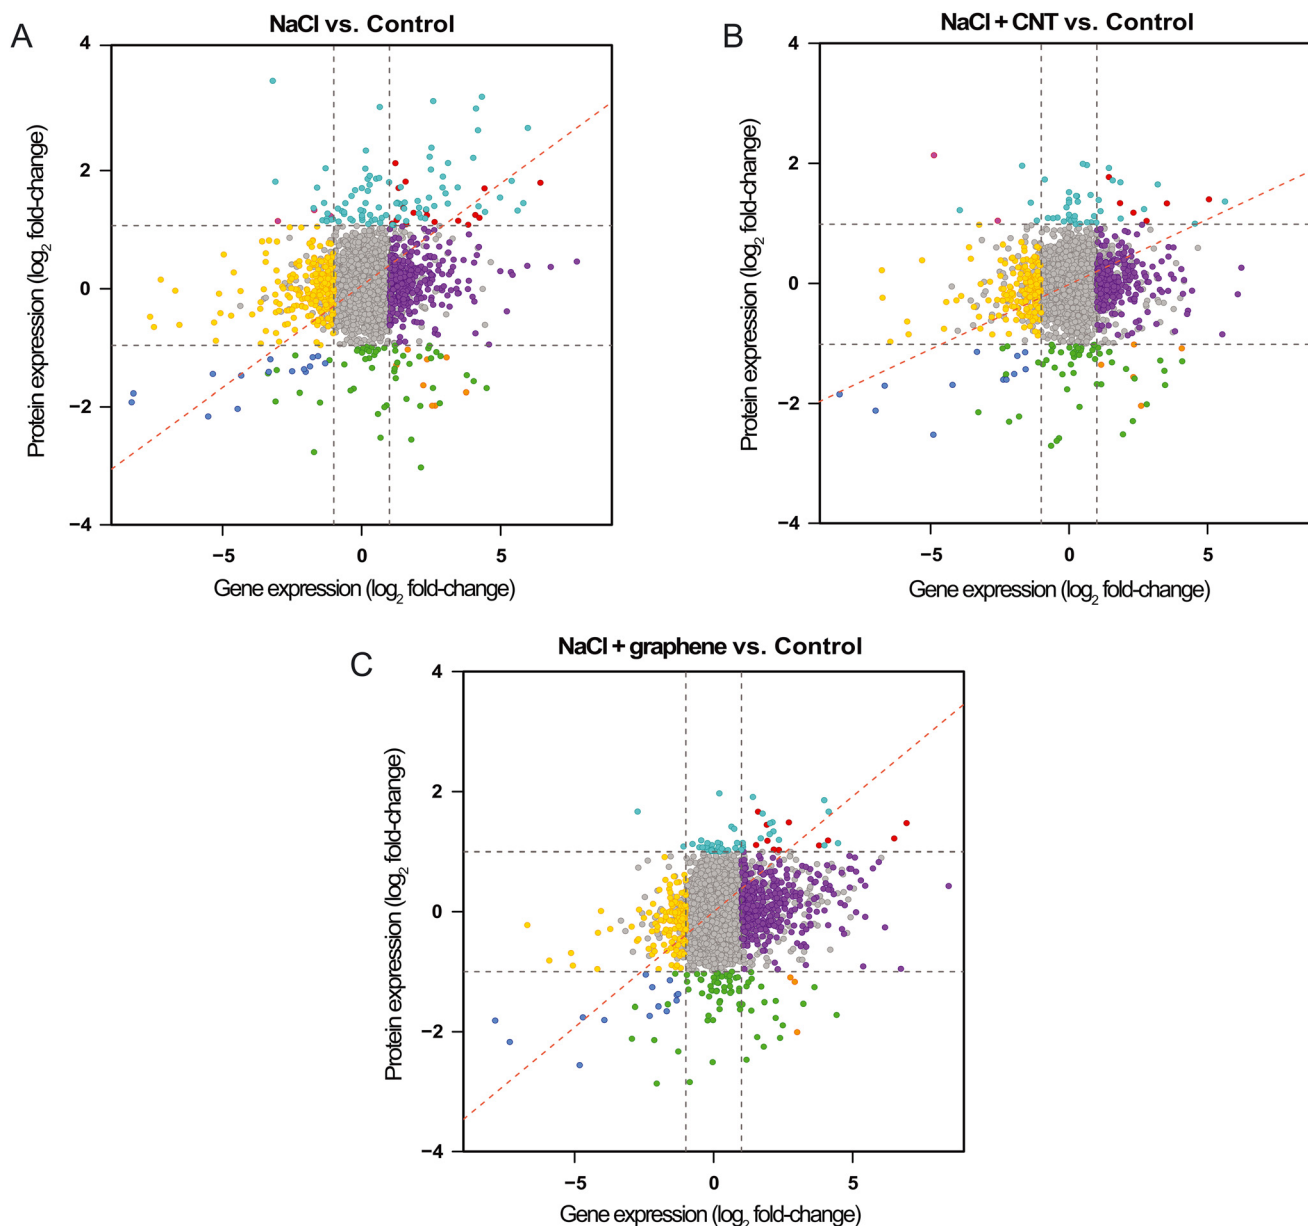 A
NaCl vs. Control
4
2
0
−2
−4
−5
0
5
Protein expression (log2 fold-change)
Gene expression (log2 fold-change)
B
NaCl + CNT vs. Control
4
2
0
−2
−4
−5
0
5
Protein expression (log2 fold-change)
Gene expression (log2 fold-change)
C
NaCl + graphene vs. Control
4
2
0
−2
−4
−5
0
5
Protein expression (log2 fold-change)
Gene expression (log2 fold-change)